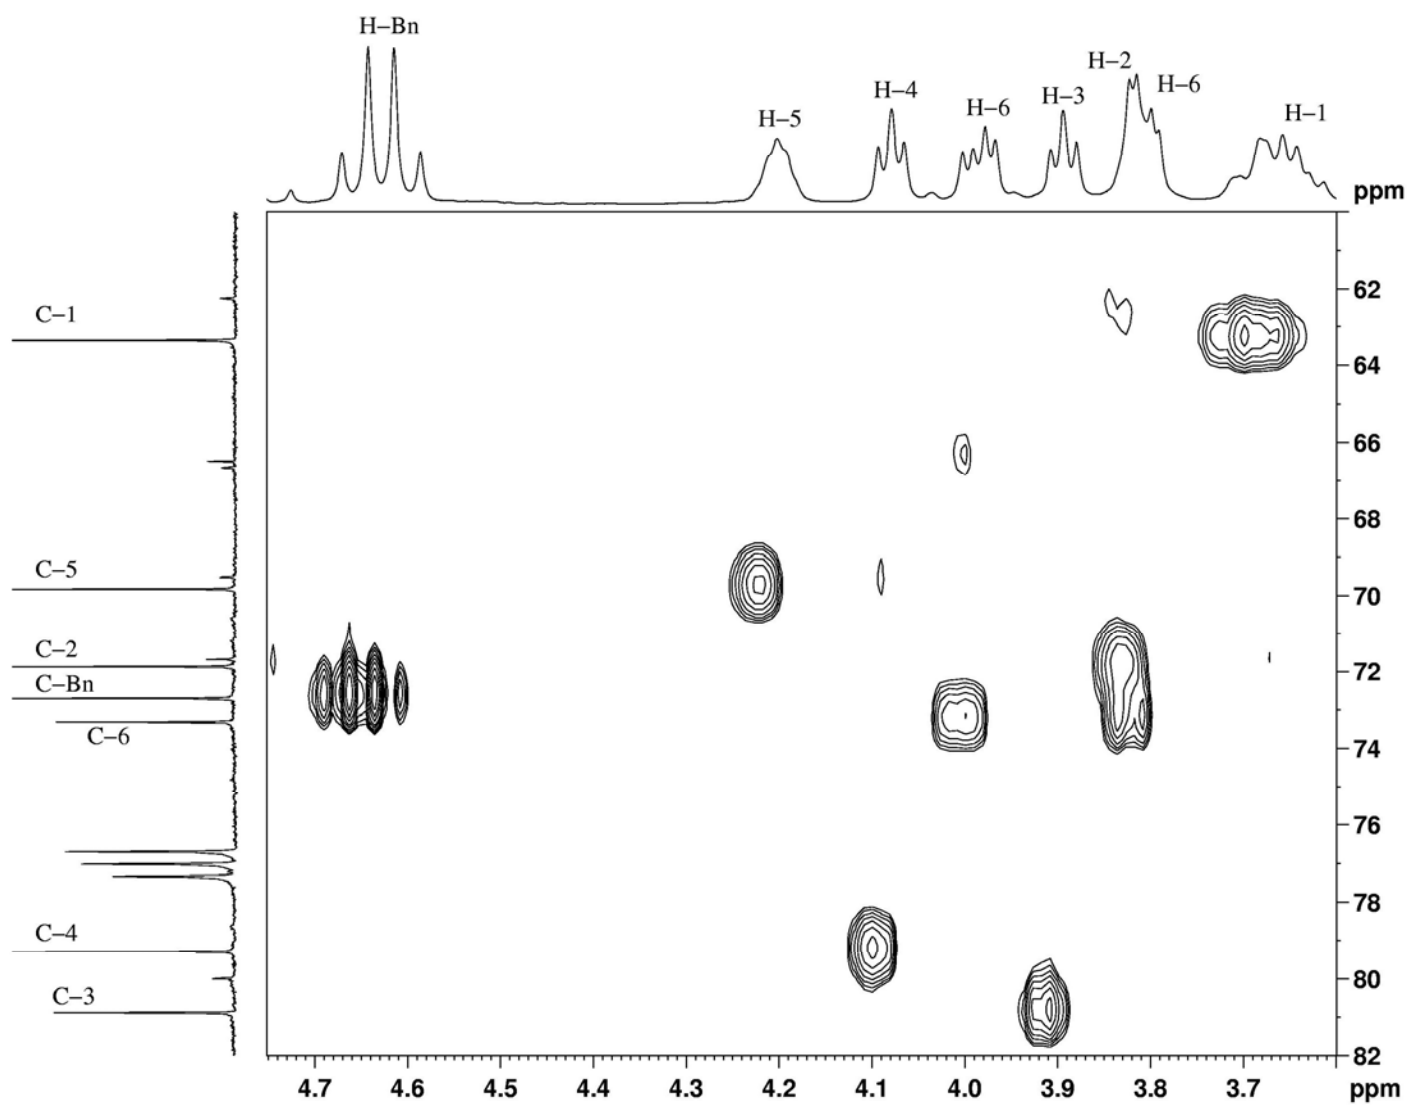 H–Bn
H–5
H–4
H–6
H–3
H–2
H–6
H–1
ppm
C–1
C–5
C–2
C–Bn
C–6
C–4
C–3
62
64
66
68
70
72
74
76
78
80
82
4.7 4.6 4.5 4.4 4.3 4.2 4.1 4.0 3.9 3.8 3.7 ppm